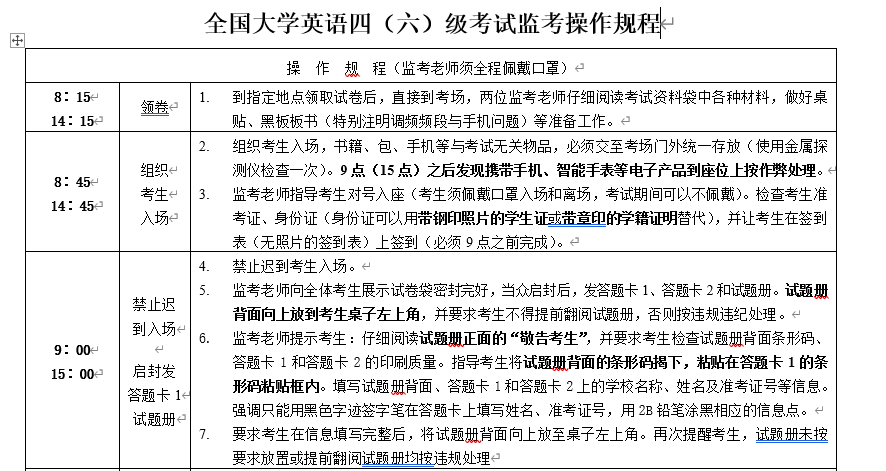 全国大学英语四（六）级考试监考操作规程
操 作 规 程（监考老师须全程佩戴口罩）
8：15
14：15
领卷
1. 到指定地点领取试卷后，直接到考场，两位监考老师仔细阅读考试资料袋中各种材料，做好桌
贴、黑板板书（特别注明调频频段与手机问题）等准备工作。
8：45
14：45
组织
考生
入场
2. 组织考生入场，书籍、包、手机等与考试无关物品，必须交至考场门外统一存放（使用金属探
测仪检查一次）。9点（15点）之后发现携带手机、智能手表等电子产品到座位上按作弊处理。
3. 监考老师指导考生对号入座（考生须佩戴口罩入场和离场，考试期间可以不佩戴）。检查考生准
考证、身份证（身份证可以用带钢印照片的学生证或带章印的学籍证明替代），并让考生在签到
表（无照片的签到表）上签到（必须9点之前完成）。
9：00
15：00
禁止迟
到入场
启封发
答题卡1
试题册
4. 禁止迟到考生入场。
5. 监考老师向全体考生展示试卷袋密封完好，当众启封后，发答题卡1、答题卡2和试题册。试题册
背面向上放到考生桌子左上角，并要求考生不得提前翻阅试题册，否则按违规违纪处理。
6. 监考老师提示考生：仔细阅读试题册正面的“敬告考生”，并要求考生检查试题册背面条形码、
答题卡1和答题卡2的印刷质量。指导考生将试题册背面的条形码揭下，粘贴在答题卡1的条
形码粘贴框内。填写试题册背面、答题卡1和答题卡2上的学校名称、姓名及准考证号等信息。
强调只能用黑色字迹签字笔在答题卡上填写姓名、准考证号，用2B铅笔涂黑相应的信息点。
7. 要求考生在信息填写完整后，将试题册背面向上放至桌子左上角。再次提醒考生，试题册未按
要求放置或提前翻阅试题册均按违规处理